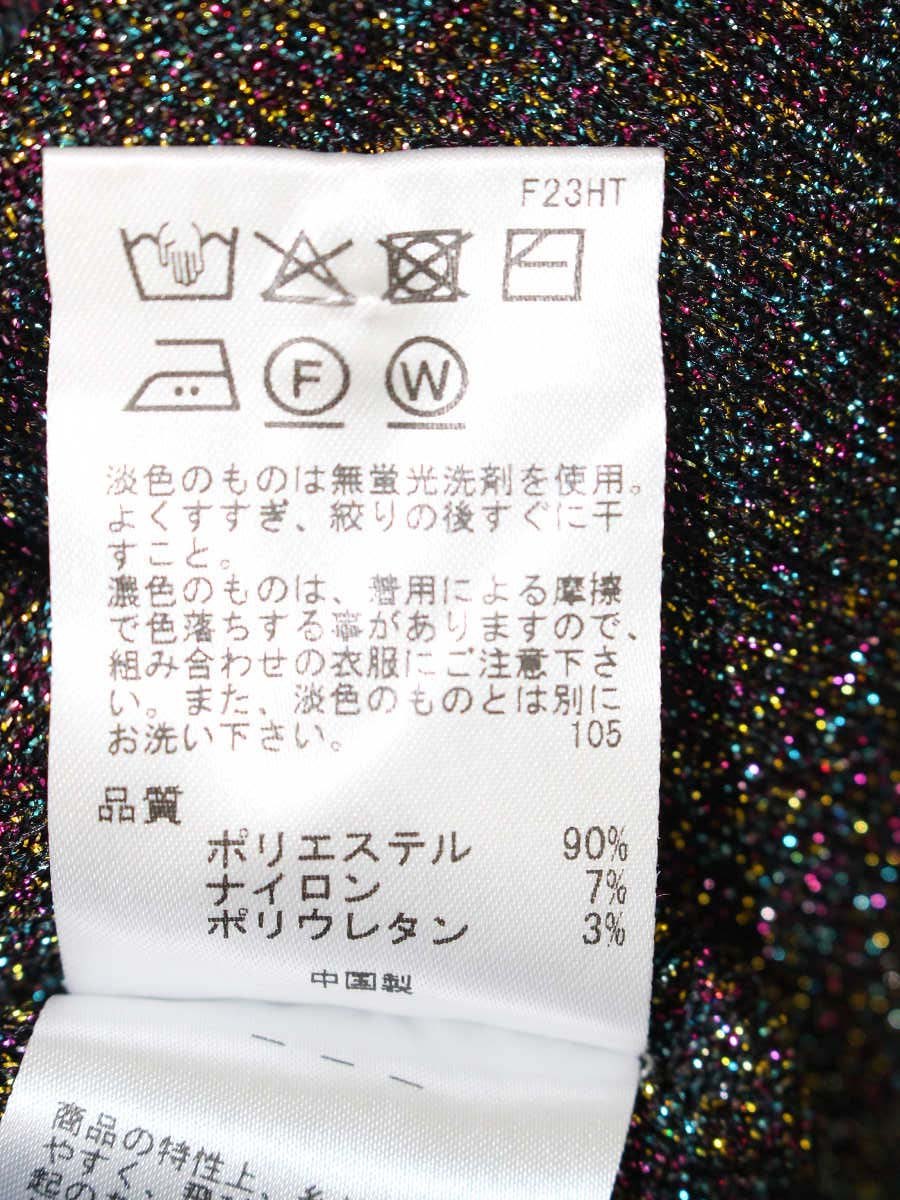 F23HT
F W
淡色のものは無蛍光洗剤を使用。
よくすすぎ、絞りの後すぐに干
すこと。
濃色のものは、着用による摩擦
で色落ちする事がありますので、
組み合わせの衣服にご注意下さ
い。また、淡色のものとは別に
お洗い下さい。 105
品質
ポリエステル 90%
ナイロン 7%
ポリウレタン 3%
中国製
商品の特性上、糸
やすく、
起の